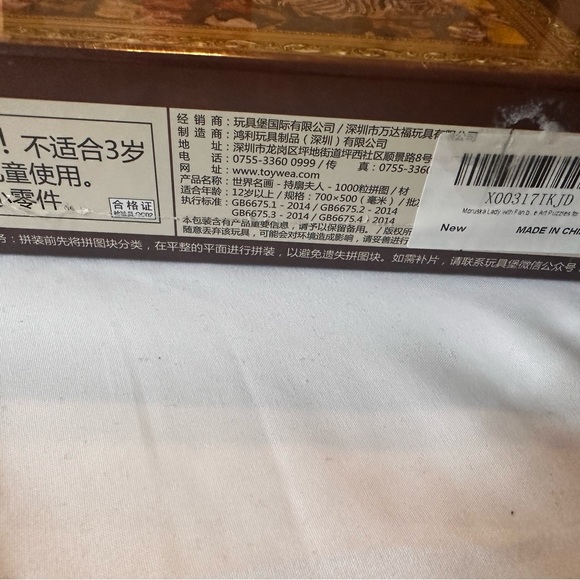 ! 不适合3岁
童使用。
小零件
合格证
检验员 QC02
经 销 商：玩具堡国际有限公司 / 深圳市万达福玩具有限公司
制 造 商：鸿利玩具制品（深圳）有限公司
地 址：深圳市龙岗区坪地街道坪西社区顺景路8号
电 话：0755-3360 0999 / 传 真：0755-3360
网 址：www.toywea.com
产品名称：世界名画 - 持扇夫人 - 1000粒拼图 / 材
适合年龄：12岁以上 / 规格：700×500（毫米）/ 批
执行标准：GB6675.1 - 2014 / GB6675.2 - 2014
GB6675.3 - 2014 / GB6675.4 - 2014
本包装含有产品重要信息，请予以保留备用。
随意丢弃该玩具，可能会对环境造成影响，请妥善进行
：拼装前先将拼图块分类，在平整的平面进行拼装，以避免遗失拼图块。如需补片，请联系玩具堡微信公众号
X00317IKJD
Lady with Fan Art Puzzles
New MADE IN CHI